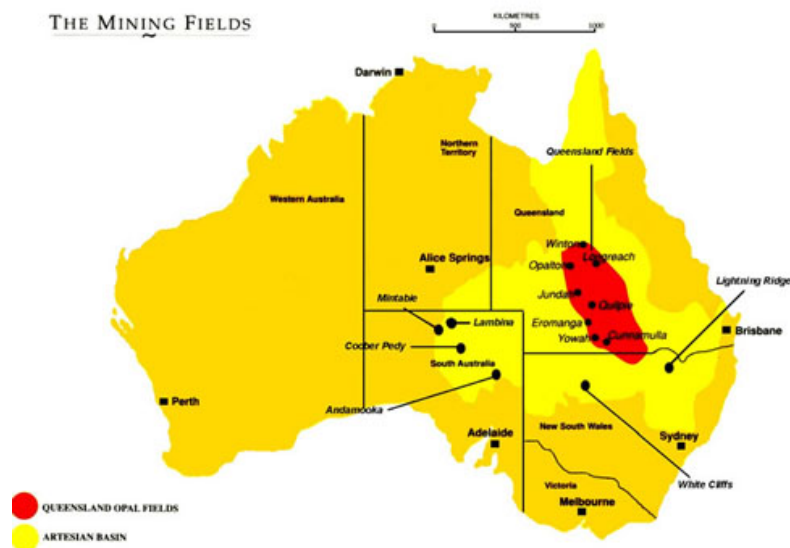 THE MINING FIELDS
~
KILOMETRES
0 500 1000
Darwin
Northern
Territory
Queensland Fields
Western Australia
Queensland
Winton
Longreach
Opalton
Alice Springs
Lightning Ridge
Jundah
Mintable
Quilpie
Lambina
Eromanga
Brisbane
Coober Pedy
Yowah
Cunnamulla
South Australia
Perth
Andamooka
New South Wales
Adelaide
Sydney
White Cliffs
Victoria
Melbourne
QUEENSLAND OPAL FIELDS
ARTESIAN BASIN